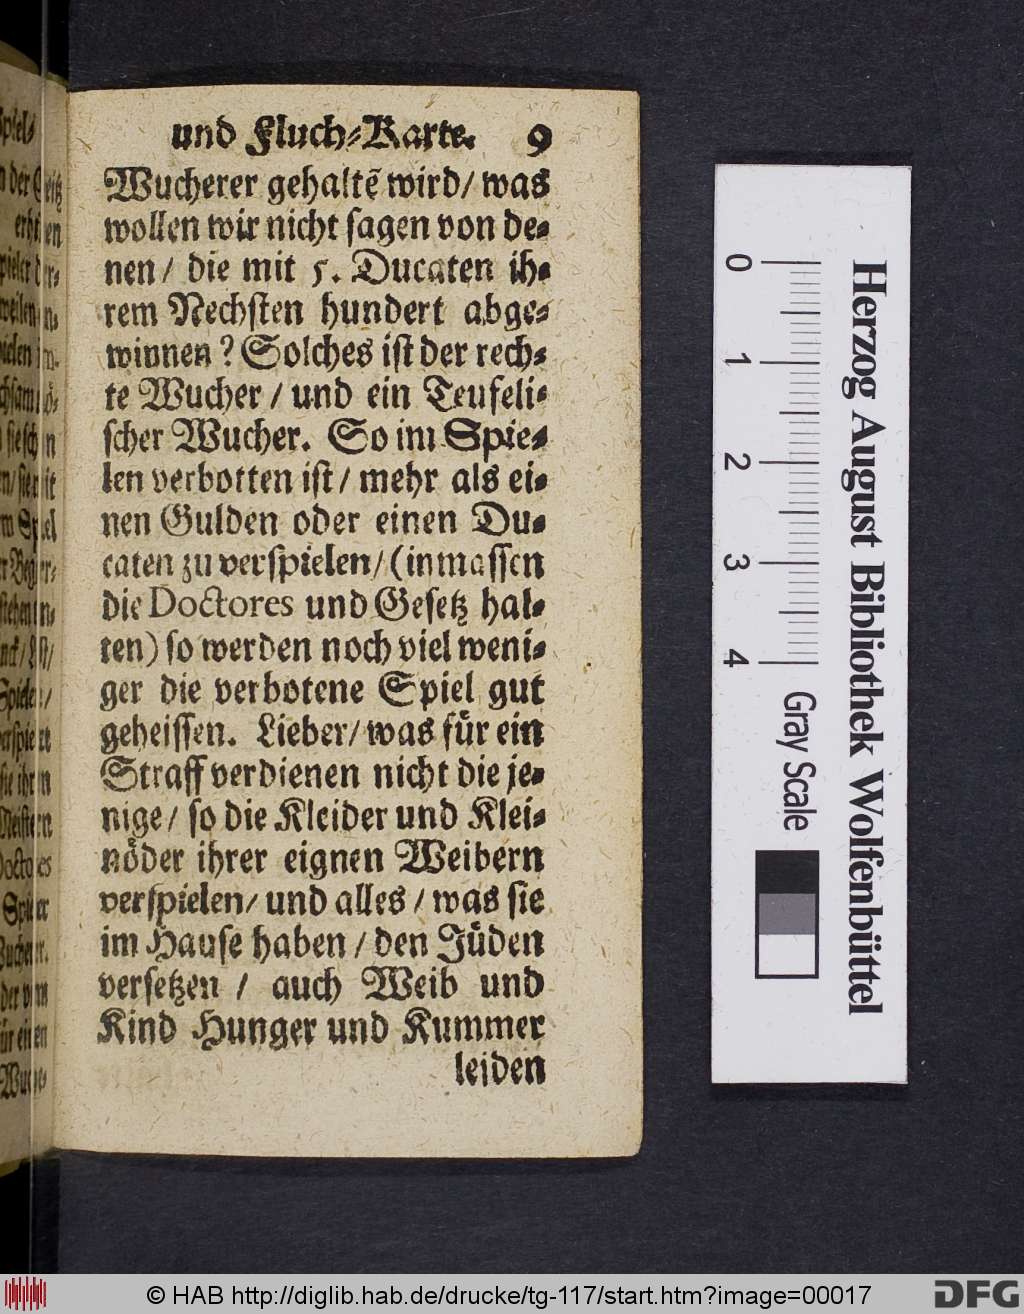 und Fluch-Karte. 9
Wucherer gehaltẽ wird/ was
wollen wir nicht sagen von de-
nen/ die mit 5. Ducaten ih-
rem Nechsten hundert abge-
winnen? Solches ist der rech-
te Wucher/ und ein Teufeli-
scher Wucher. So im Spie-
len verbotten ist/ mehr als ei-
nen Gulden oder einen Du-
caten zu verspielen/ (inmassen
die Doctores und Gesetz hal-
ten) so werden noch viel weni-
ger die verbotene Spiel gut
geheissen. Lieber/ was für ein
Straff verdienen nicht die je-
nige/ so die Kleider und Klei-
nöder ihrer eignen Weibern
verspielen/ und alles/ was sie
im Hause haben/ den Jüden
versetzen/ auch Weib und
Kind Hunger und Kummer
leiden
0 1 2 3 4 Gray Scale
Herzog August Bibliothek Wolfenbüttel
© HAB http://diglib.hab.de/drucke/tg-117/start.htm?image=00017
DFG